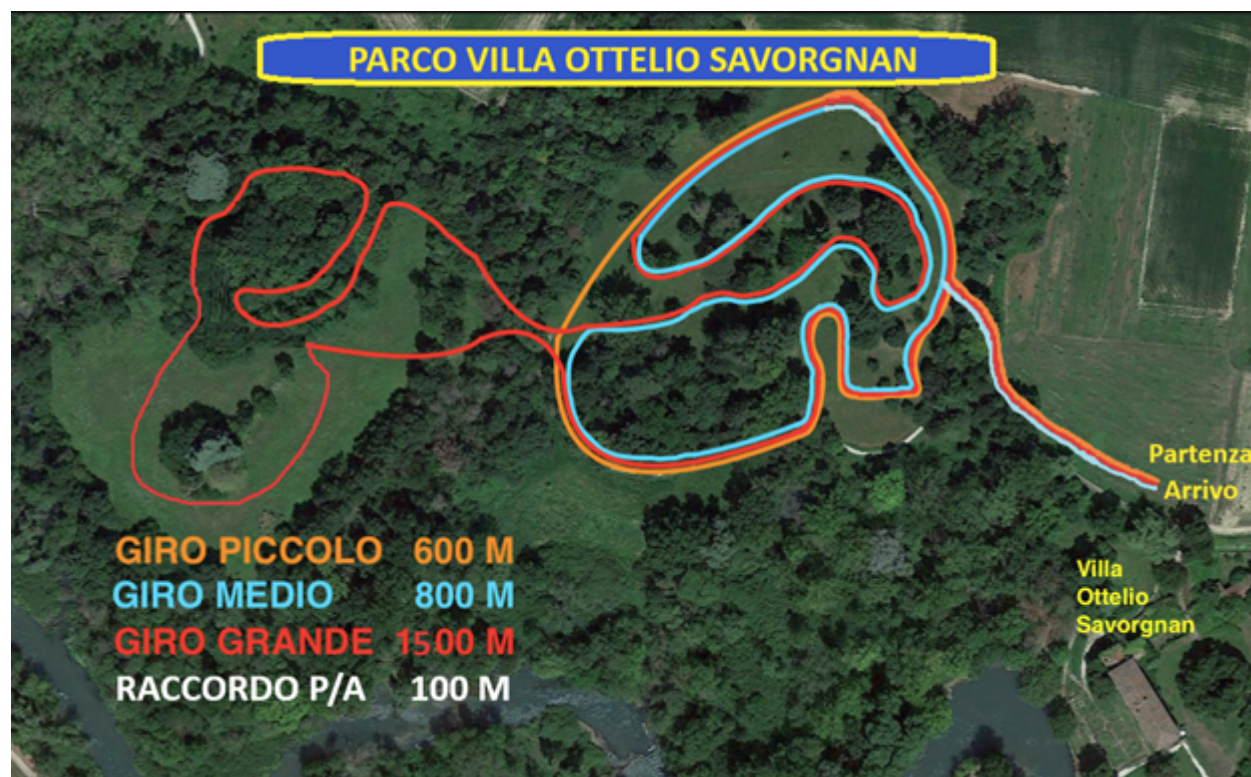 PARCO VILLA OTTELIO SAVORGNAN
Partenza
Arrivo
GIRO PICCOLO 600 M
GIRO MEDIO 800 M
GIRO GRANDE 1500 M
RACCORDO P/A 100 M
Villa
Ottelio
Savorgnan